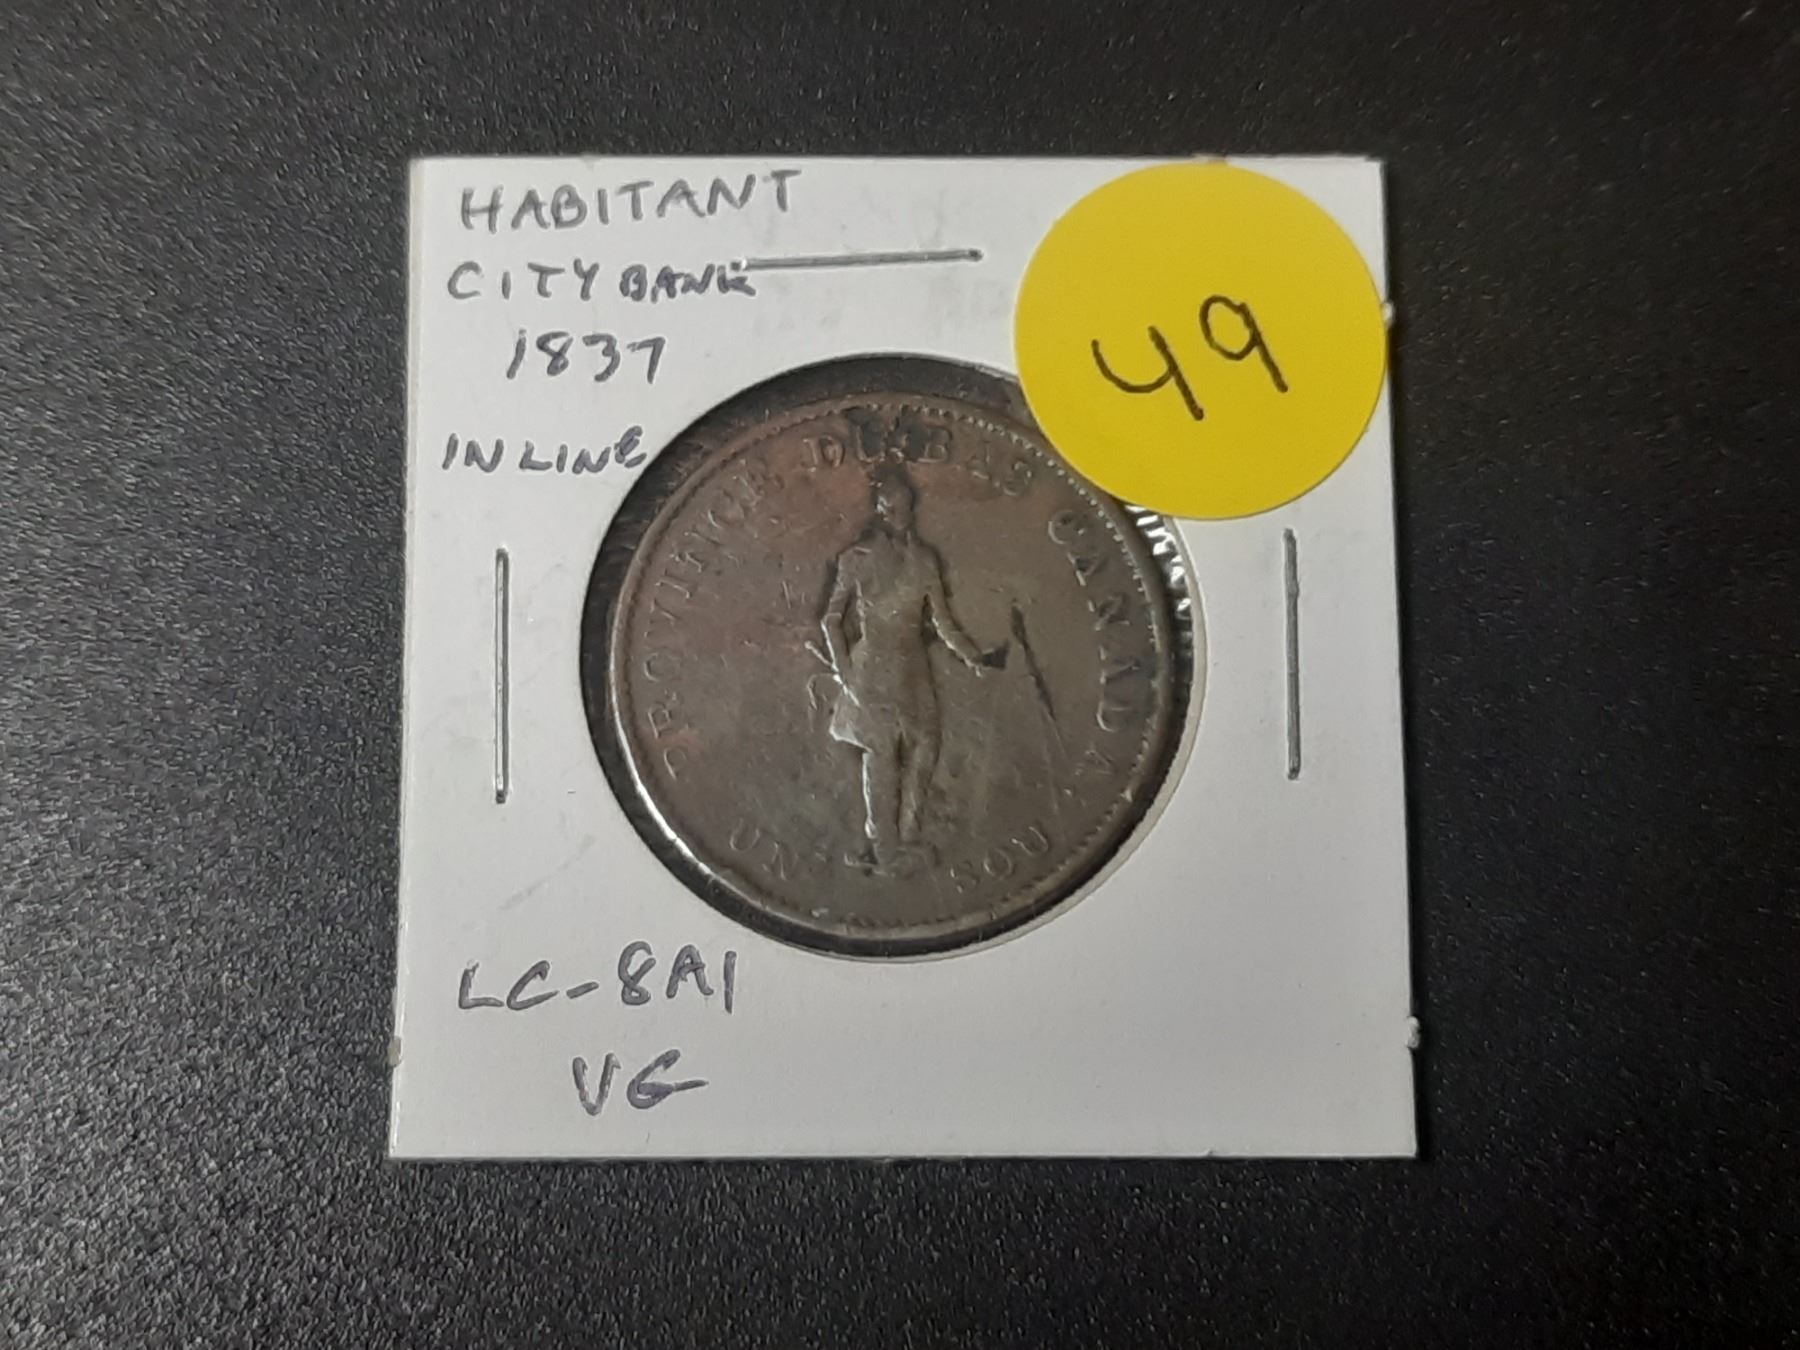 HABITANT
CITY BANK
1837
IN LINE
49
PROVINCE DU BAS CANADA
UN SOU
LC-8A1
VG